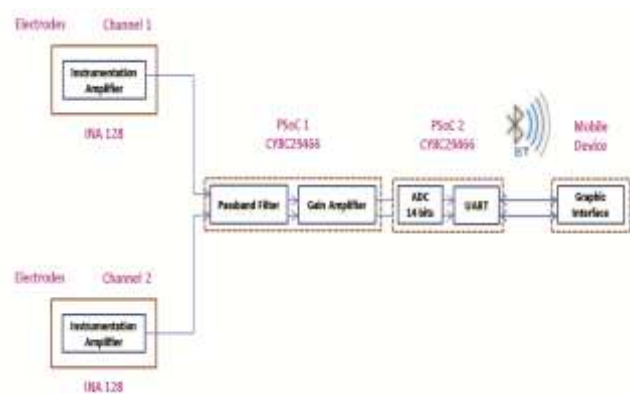 Electrodes Channel 1
Instrumentation
Amplifier
INA 128
PSoC 1
CY8C29466
PSoC 2
CY8C29466
BT
Mobile
Device
Passband Filter
Gain Amplifier
ADC
14 bits
UART
Graphic
Interface
Electrodes Channel 2
Instrumentation
Amplifier
INA 128